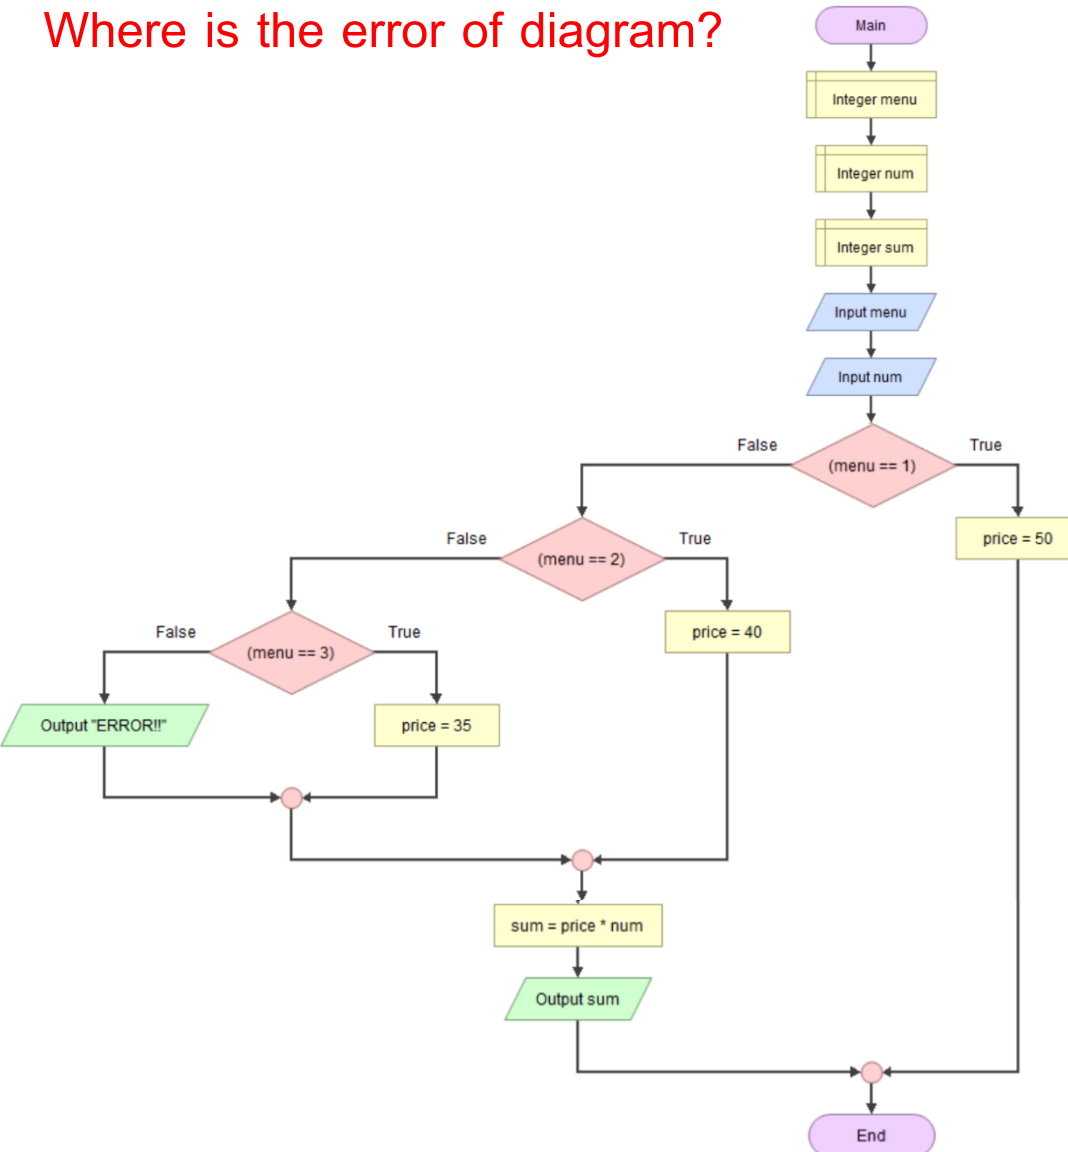 Where is the error of diagram?
Main
Integer menu
Integer num
Integer sum
Input menu
Input num
False
True
(menu == 1)
price = 50
False
True
(menu == 2)
price = 40
False
True
(menu == 3)
Output "ERROR!!"
price = 35
sum = price * num
Output sum
End